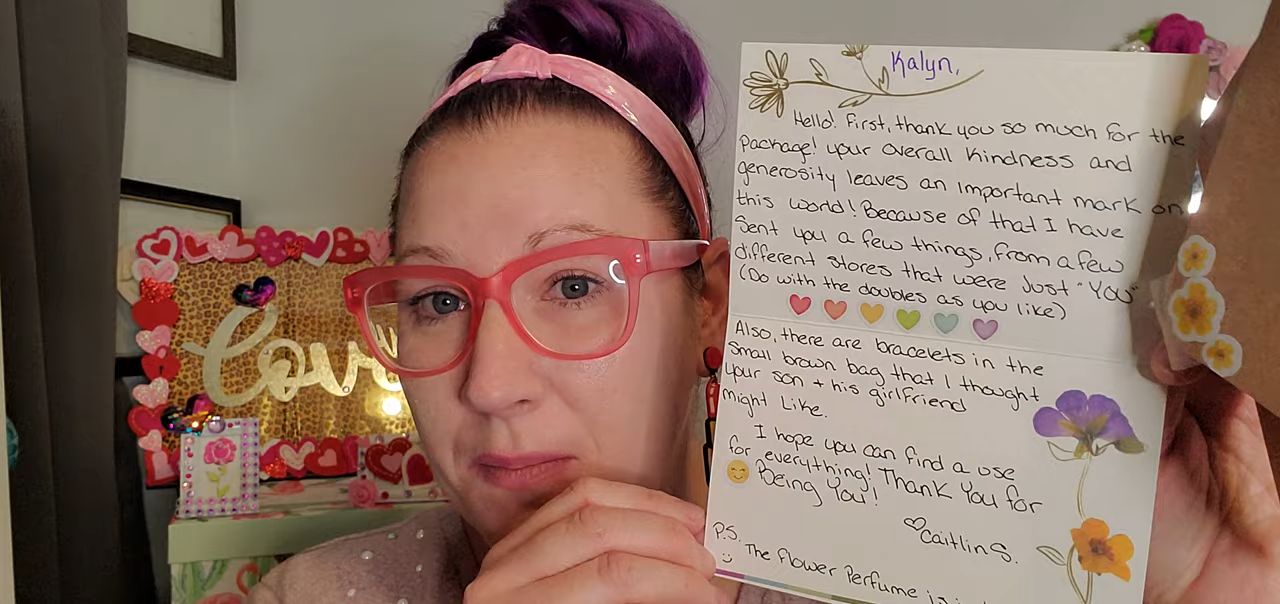 Kalyn,
Hello! First, thank you so much for the
package! your overall kindness and
generosity leaves an important mark on
this world! Because of that I have
sent you a few things, from a few
different stores that were just "You"
(Do with the doubles as you like)
Also, there are bracelets in the
small brown bag that I thought
your son + his girlfriend
might like.
I hope you can find a use
for everything! Thank You for
Being You!
Caitlin S.
P.S. The flower Perfume is
love